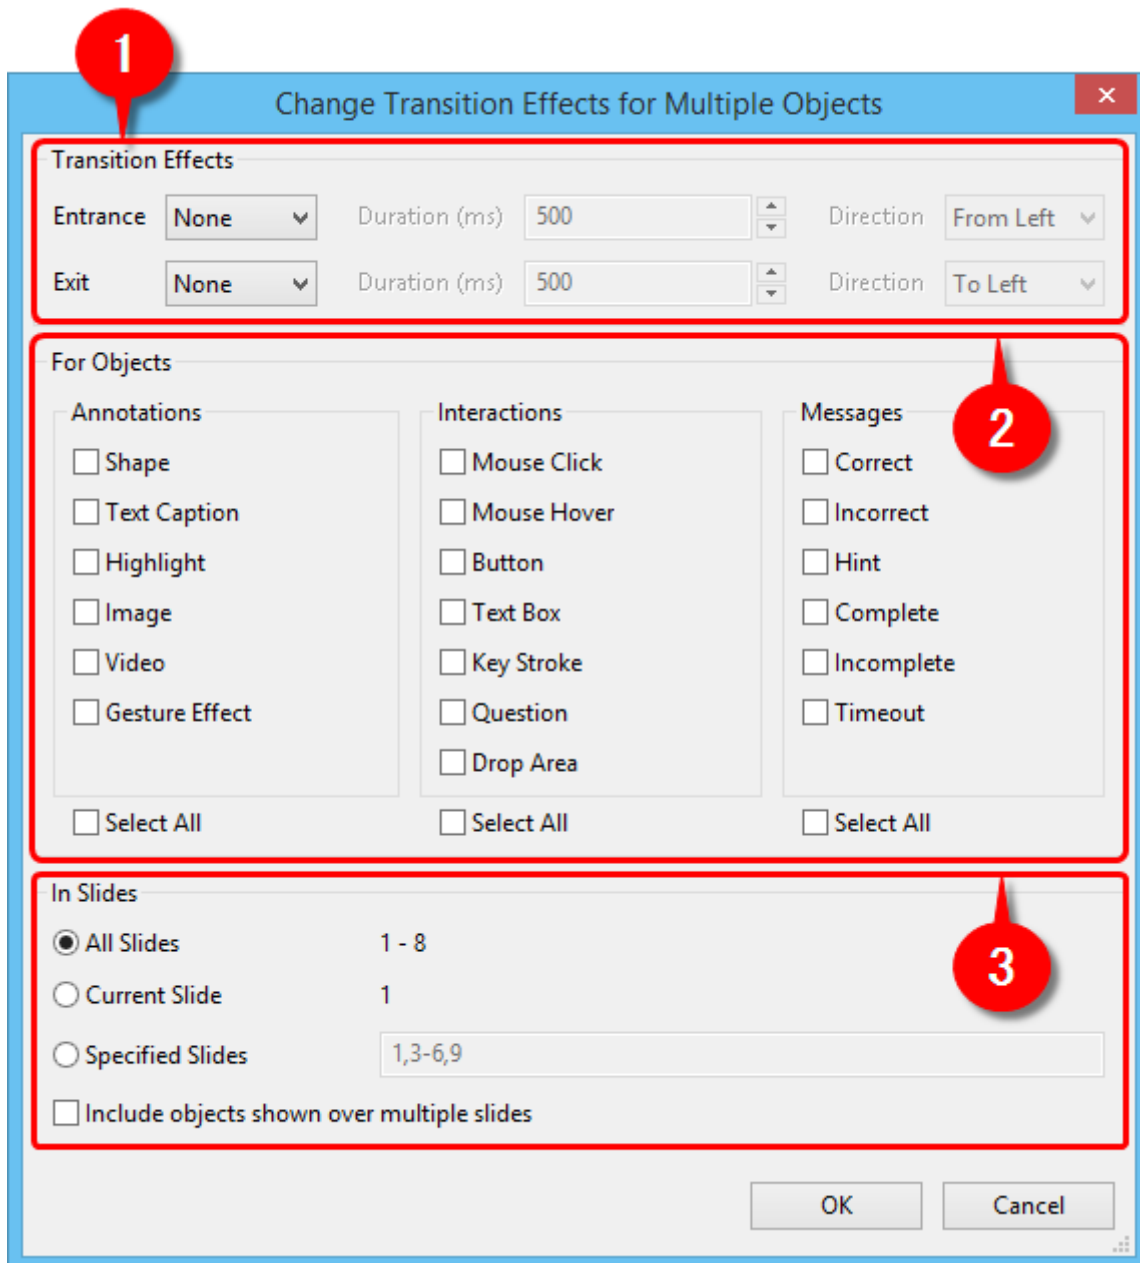 1
Change Transition Effects for Multiple Objects
Transition Effects
Entrance None Duration (ms) 500 Direction From Left
Exit None Duration (ms) 500 Direction To Left
For Objects
2
Annotations
Shape
Text Caption
Highlight
Image
Video
Gesture Effect
Select All
Interactions
Mouse Click
Mouse Hover
Button
Text Box
Key Stroke
Question
Drop Area
Select All
Messages
Correct
Incorrect
Hint
Complete
Incomplete
Timeout
Select All
In Slides
3
All Slides 1 - 8
Current Slide 1
Specified Slides 1,3-6,9
Include objects shown over multiple slides
OK Cancel